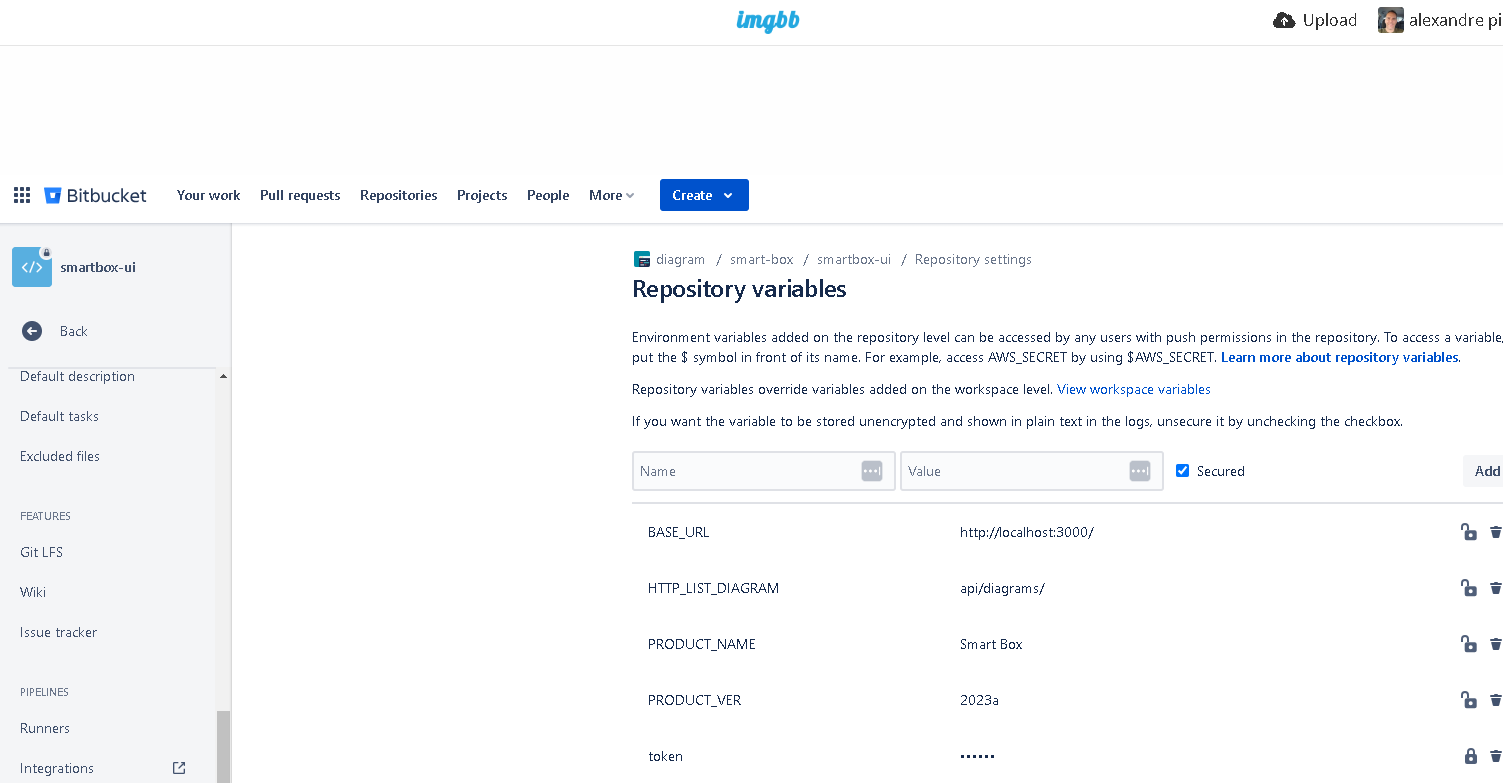 imgbb
Upload
alexandre pi
Bitbucket
Your work
Pull requests
Repositories
Projects
People
More
Create
smartbox-ui
Back
Default description
Default tasks
Excluded files
FEATURES
Git LFS
Wiki
Issue tracker
PIPELINES
Runners
Integrations
diagram / smart-box / smartbox-ui / Repository settings
Repository variables
Environment variables added on the repository level can be accessed by any users with push permissions in the repository. To access a variable,
put the $ symbol in front of its name. For example, access AWS_SECRET by using $AWS_SECRET. Learn more about repository variables.
Repository variables override variables added on the workspace level. View workspace variables
If you want the variable to be stored unencrypted and shown in plain text in the logs, unsecure it by unchecking the checkbox.
Name
Value
Secured
Add
BASE_URL http://localhost:3000/
HTTP_LIST_DIAGRAM api/diagrams/
PRODUCT_NAME Smart Box
PRODUCT_VER 2023a
token ••••••